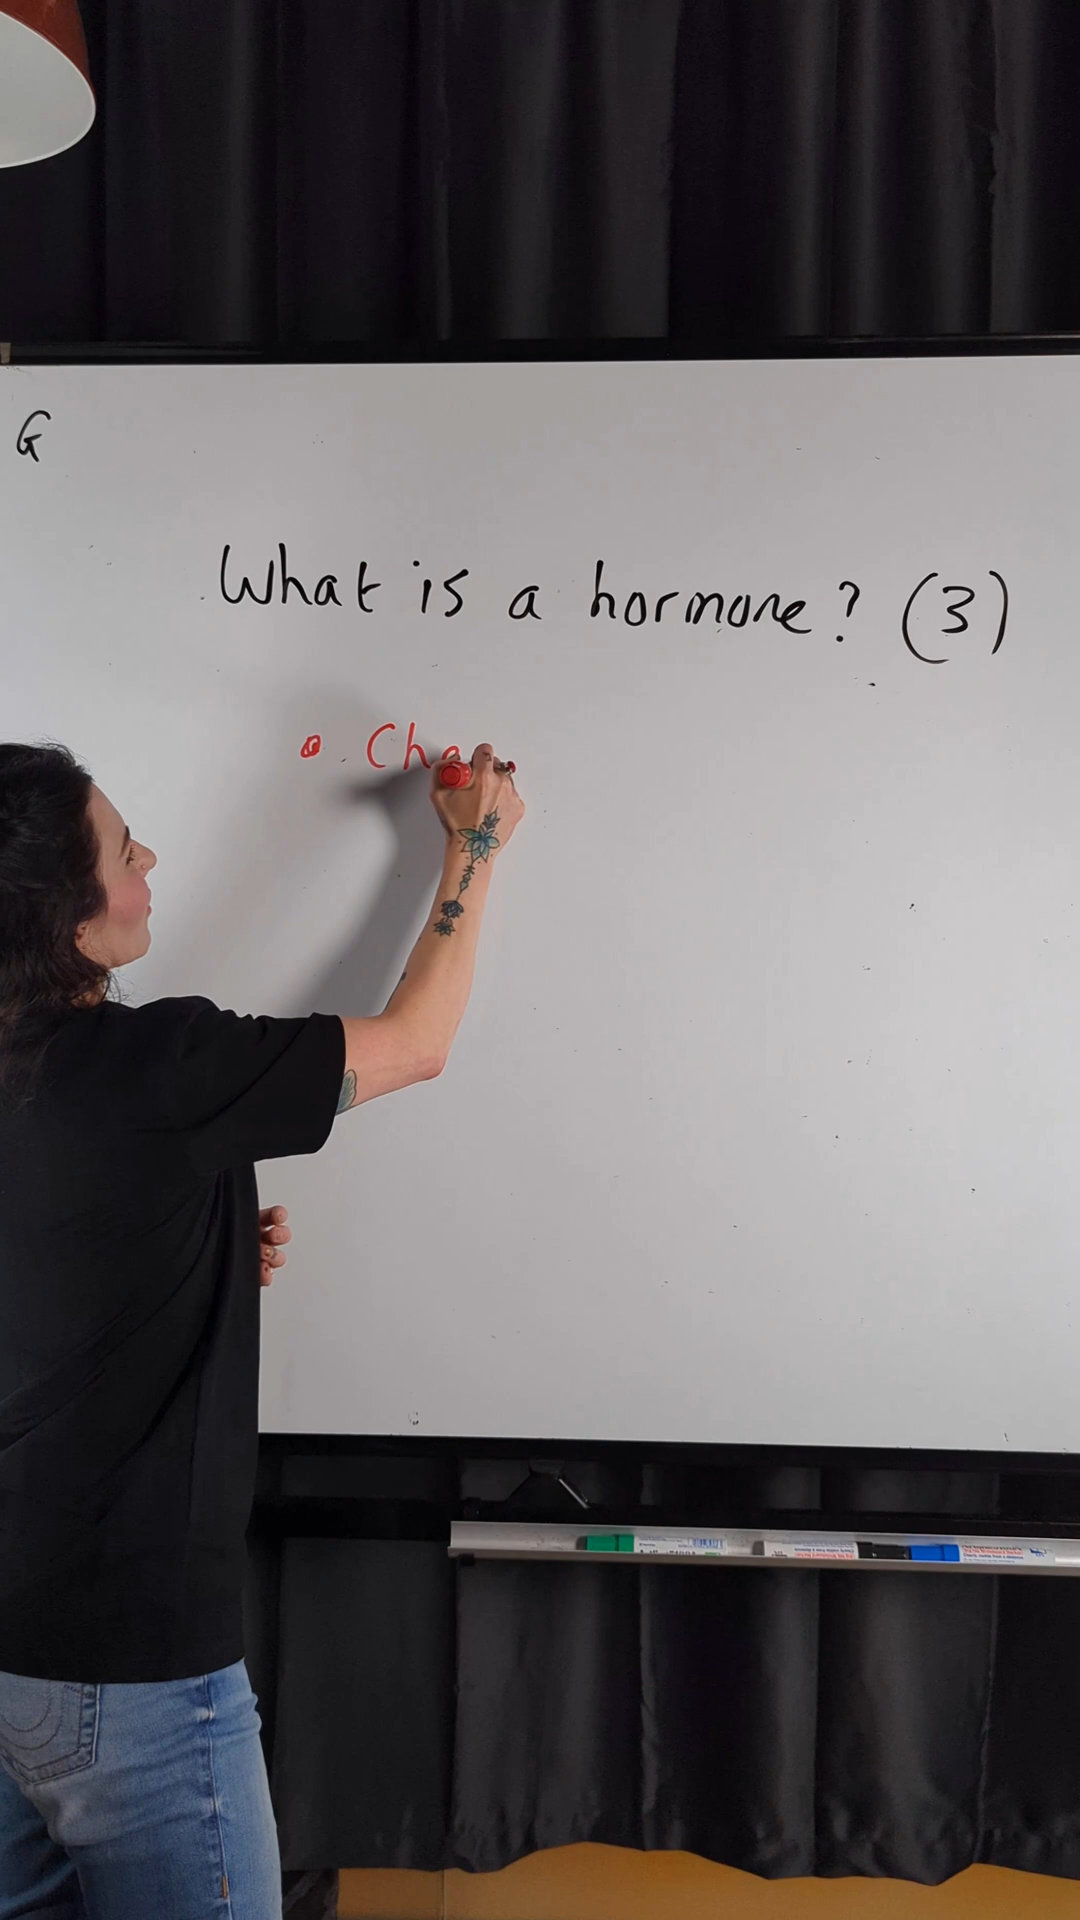 G
What is a hormone? (3)
• Che